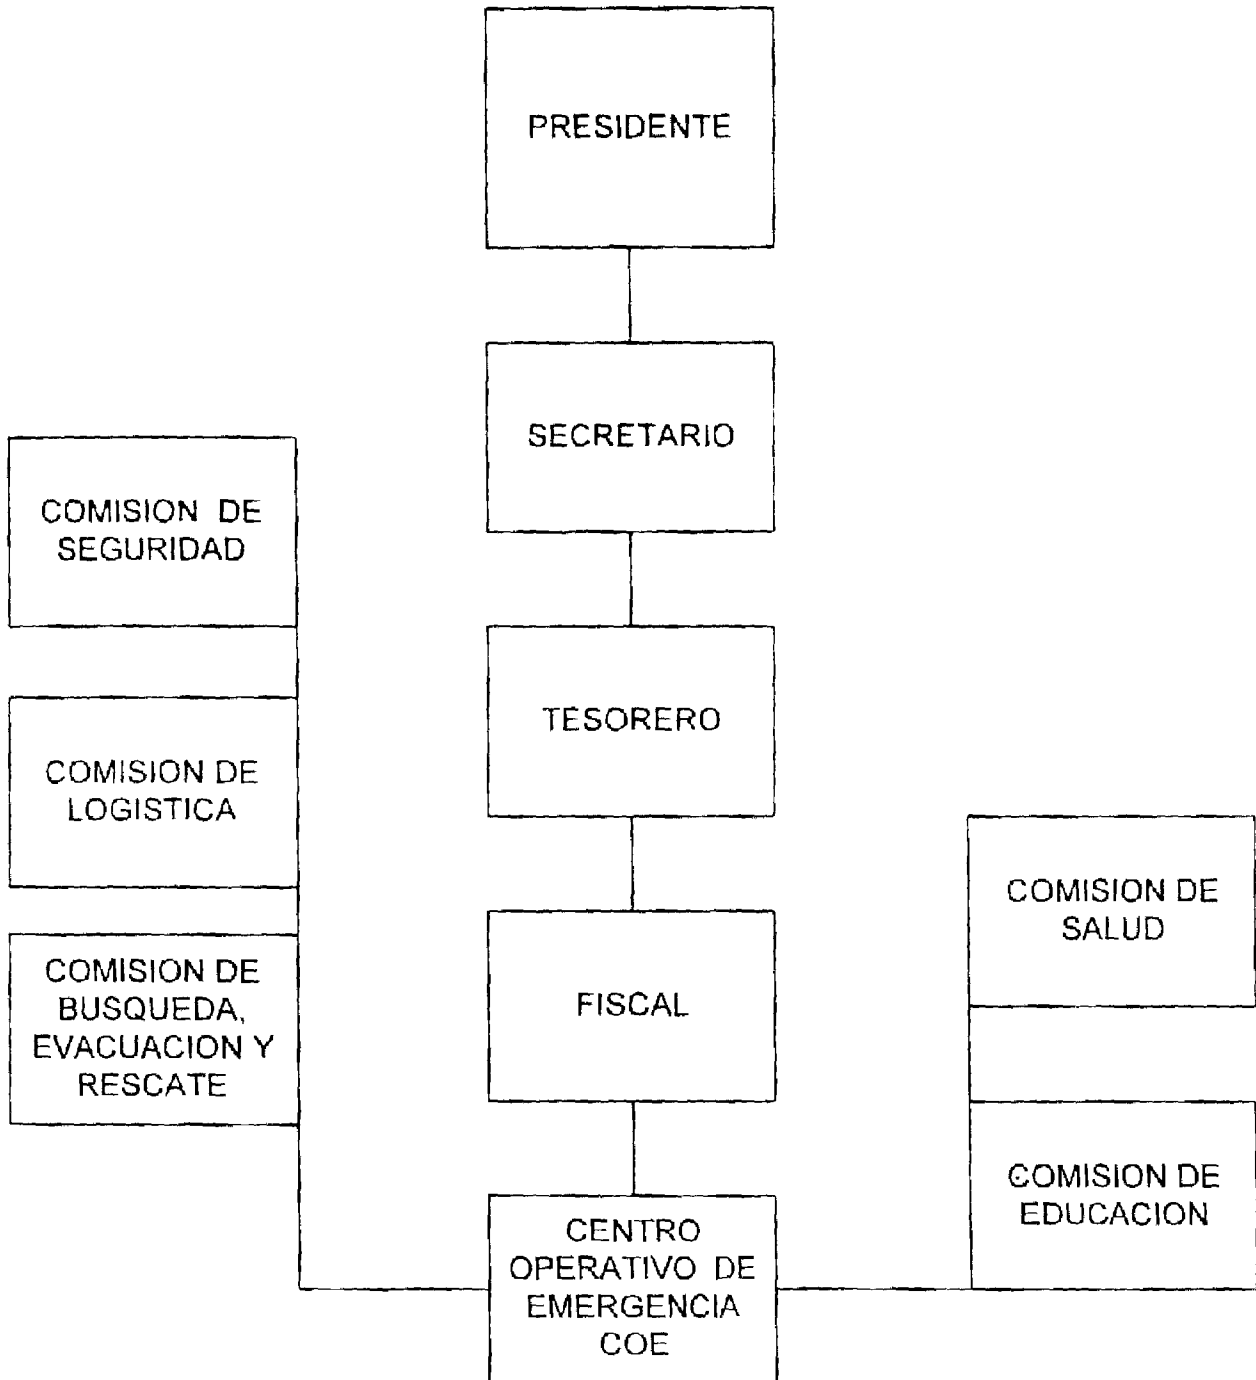 PRESIDENTE
SECRETARIO
COMISION DE
SEGURIDAD
TESORERO
COMISION DE
LOGISTICA
COMISION DE
SALUD
COMISION DE
BUSQUEDA,
EVACUACION Y
RESCATE
FISCAL
COMISION DE
EDUCACION
CENTRO
OPERATIVO DE
EMERGENCIA
COE